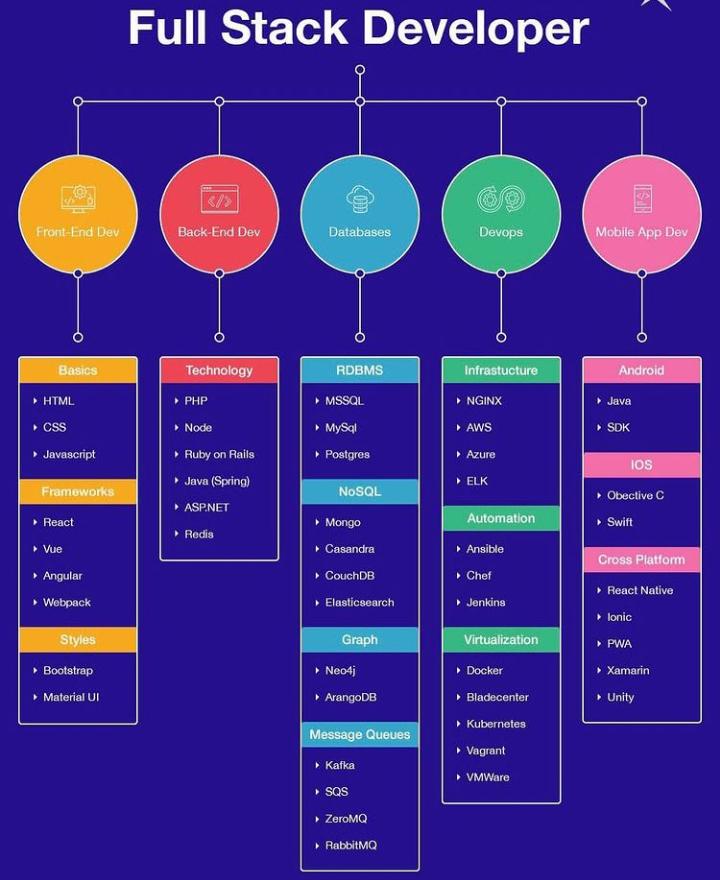 Full Stack Developer
Front-End Dev
Back-End Dev
Databases
Devops
Mobile App Dev
Basics
HTML
CSS
Javascript
Frameworks
React
Vue
Angular
Webpack
Styles
Bootstrap
Material UI
Technology
PHP
Node
Ruby on Rails
Java (Spring)
ASP.NET
Redis
RDBMS
MSSQL
MySql
Postgres
NoSQL
Mongo
Casandra
CouchDB
Elasticsearch
Graph
Neo4j
ArangoDB
Message Queues
Kafka
SQS
ZeroMQ
RabbitMQ
Infrastucture
NGINX
AWS
Azure
ELK
Automation
Ansible
Chef
Jenkins
Virtualization
Docker
Bladecenter
Kubernetes
Vagrant
VMWare
Android
Java
SDK
IOS
Obective C
Swift
Cross Platform
React Native
Ionic
PWA
Xamarin
Unity